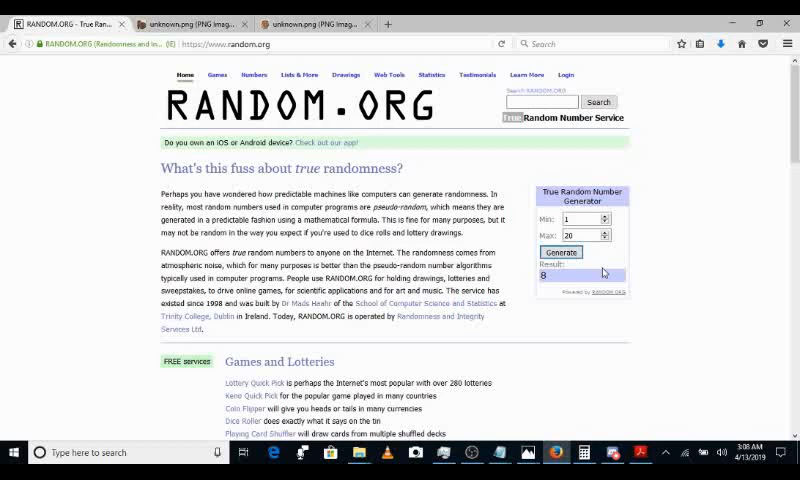 RANDOM.ORG - True Ran...
unknown.png (PNG Imag...
unknown.png (PNG Imag...
RANDOM.ORG (Randomness and In... (IE)
https://www.random.org
Search
Home Games Numbers Lists & More Drawings Web Tools Statistics Testimonials Learn More Login
RANDOM.ORG
Search RANDOM.ORG
Search
True Random Number Service
Do you own an iOS or Android device? Check out our app!
What's this fuss about true randomness?
Perhaps you have wondered how predictable machines like computers can generate randomness. In
reality, most random numbers used in computer programs are pseudo-random, which means they are
generated in a predictable fashion using a mathematical formula. This is fine for many purposes, but it
may not be random in the way you expect if you're used to dice rolls and lottery drawings.
RANDOM.ORG offers true random numbers to anyone on the Internet. The randomness comes from
atmospheric noise, which for many purposes is better than the pseudo-random number algorithms
typically used in computer programs. People use RANDOM.ORG for holding drawings, lotteries and
sweepstakes, to drive online games, for scientific applications and for art and music. The service has
existed since 1998 and was built by Dr Mads Haahr of the School of Computer Science and Statistics at
Trinity College, Dublin in Ireland. Today, RANDOM.ORG is operated by Randomness and Integrity
Services Ltd.
True Random Number
Generator
Min: 1
Max: 20
Generate
Result:
8
Powered by RANDOM.ORG
FREE services
Games and Lotteries
Lottery Quick Pick is perhaps the Internet's most popular with over 280 lotteries
Keno Quick Pick for the popular game played in many countries
Coin Flipper will give you heads or tails in many currencies
Dice Roller does exactly what it says on the tin
Playing Card Shuffler will draw cards from multiple shuffled decks
Type here to search
3:08 AM
4/13/2019